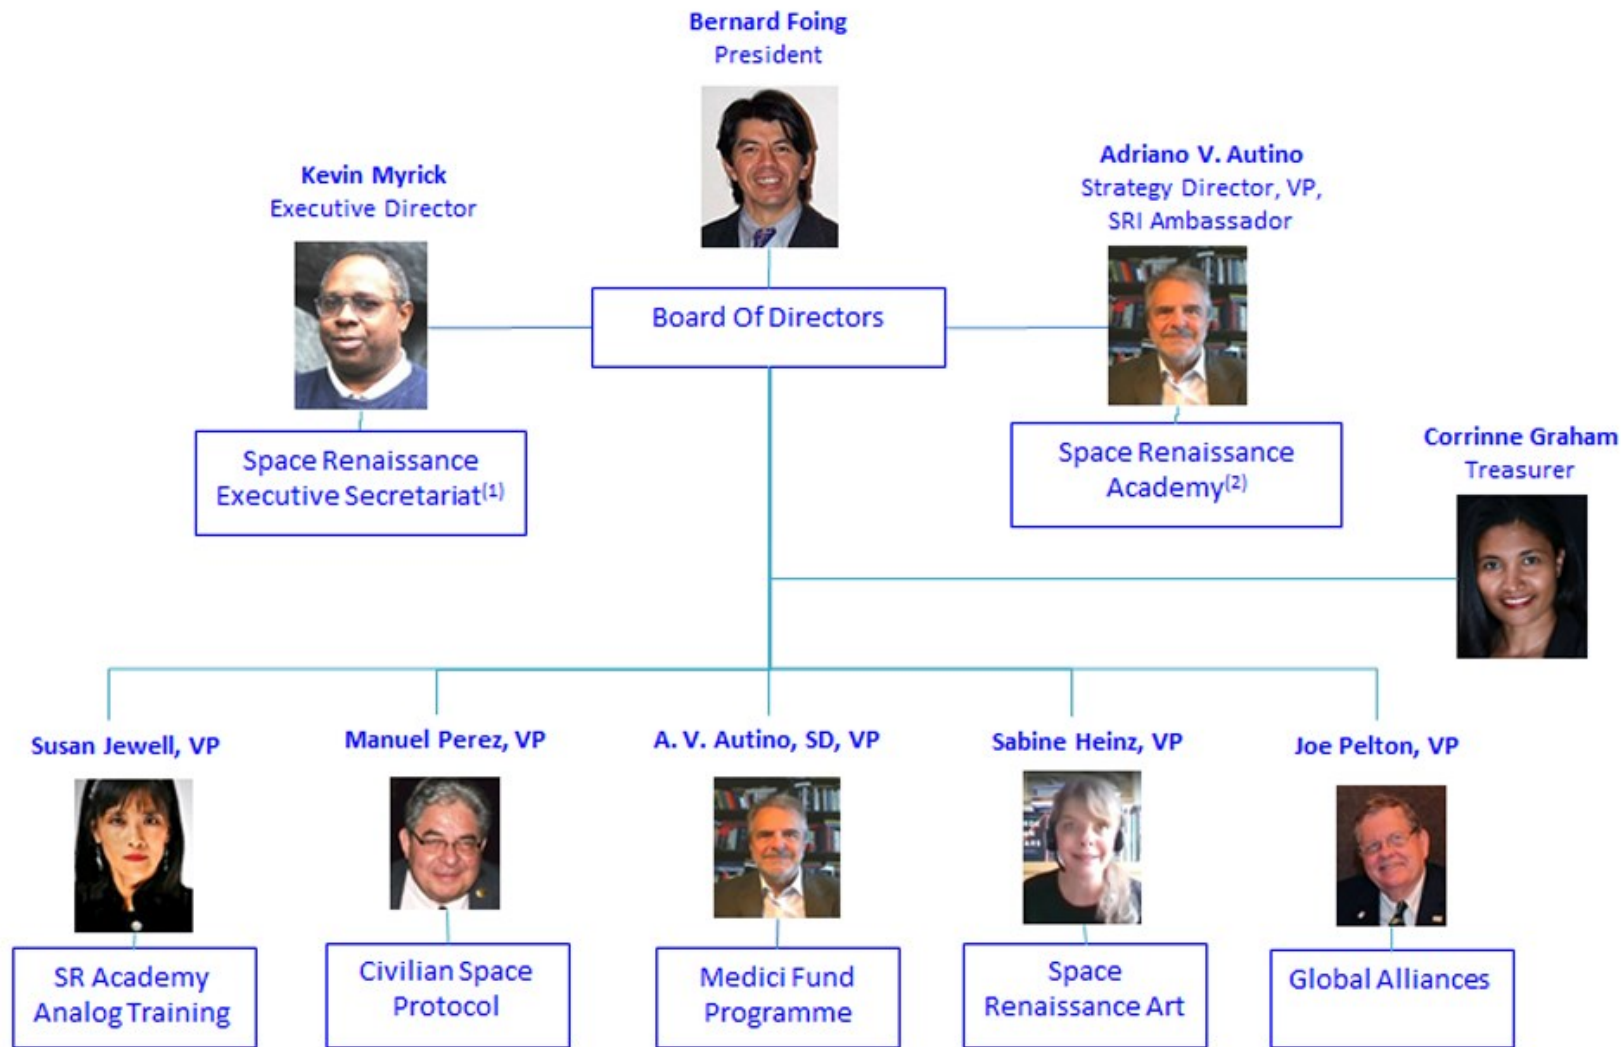 Bernard Foing
President
Kevin Myrick
Executive Director
Adriano V. Autino
Strategy Director, VP,
SRI Ambassador
Board Of Directors
Space Renaissance
Executive Secretariat(1)
Space Renaissance
Academy(2)
Corrinne Graham
Treasurer
Susan Jewell, VP
Manuel Perez, VP
A. V. Autino, SD, VP
Sabine Heinz, VP
Joe Pelton, VP
SR Academy
Analog Training
Civilian Space
Protocol
Medici Fund
Programme
Space
Renaissance Art
Global Alliances